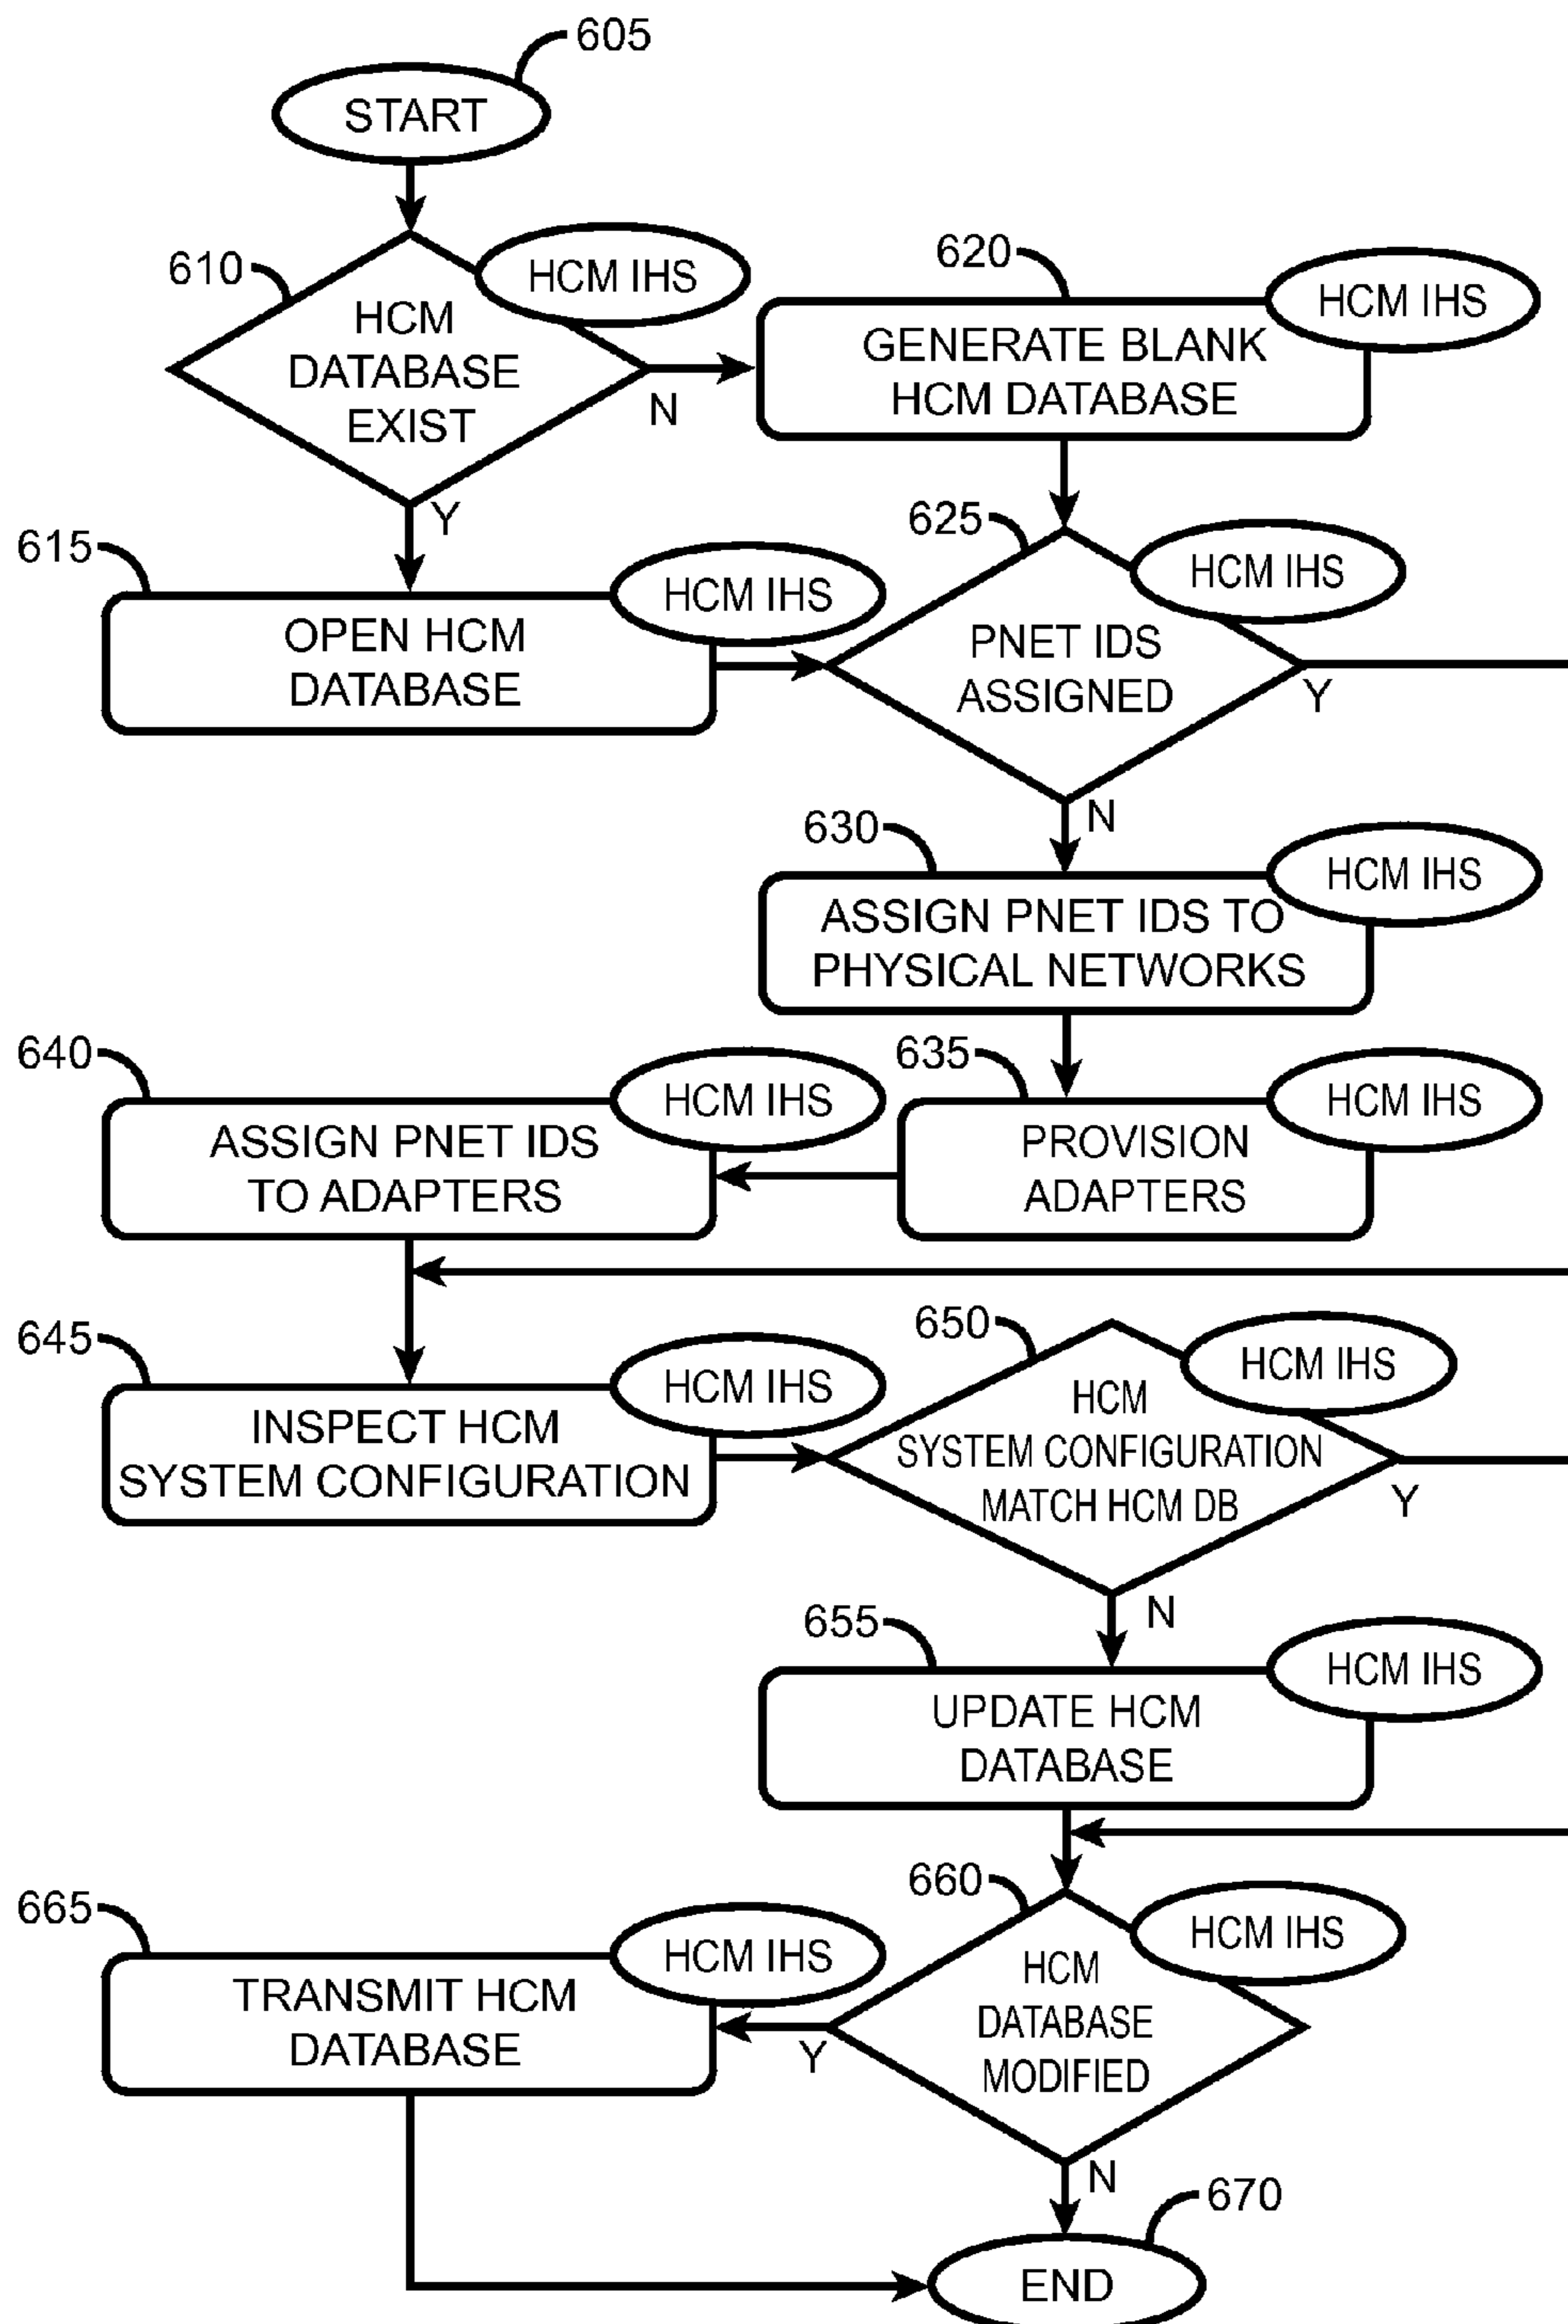 605
START
610
HCM IHS
HCM
DATABASE
EXIST
N
Y
620
HCM IHS
GENERATE BLANK
HCM DATABASE
615
HCM IHS
OPEN HCM
DATABASE
625
HCM IHS
PNET IDS
ASSIGNED
Y
N
630
HCM IHS
ASSIGN PNET IDS TO
PHYSICAL NETWORKS
635
HCM IHS
PROVISION
ADAPTERS
640
HCM IHS
ASSIGN PNET IDS
TO ADAPTERS
645
HCM IHS
INSPECT HCM
SYSTEM CONFIGURATION
650
HCM IHS
HCM
SYSTEM CONFIGURATION
MATCH HCM DB
Y
N
655
HCM IHS
UPDATE HCM
DATABASE
660
HCM IHS
HCM
DATABASE
MODIFIED
Y
N
665
HCM IHS
TRANSMIT HCM
DATABASE
670
END